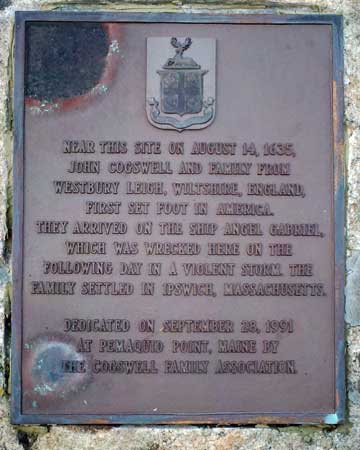 NEAR THIS SITE ON AUGUST 14, 1635,
JOHN COGSWELL AND FAMILY FROM
WESTBURY LEIGH, WILTSHIRE, ENGLAND,
FIRST SET FOOT IN AMERICA.
THEY ARRIVED ON THE SHIP ANGEL GABRIEL,
WHICH WAS WRECKED HERE ON THE
FOLLOWING DAY IN A VIOLENT STORM. THE
FAMILY SETTLED IN IPSWICH, MASSACHUSETTS.
DEDICATED ON SEPTEMBER 28, 1991
AT PEMAQUID POINT, MAINE BY
THE COGSWELL FAMILY ASSOCIATION.